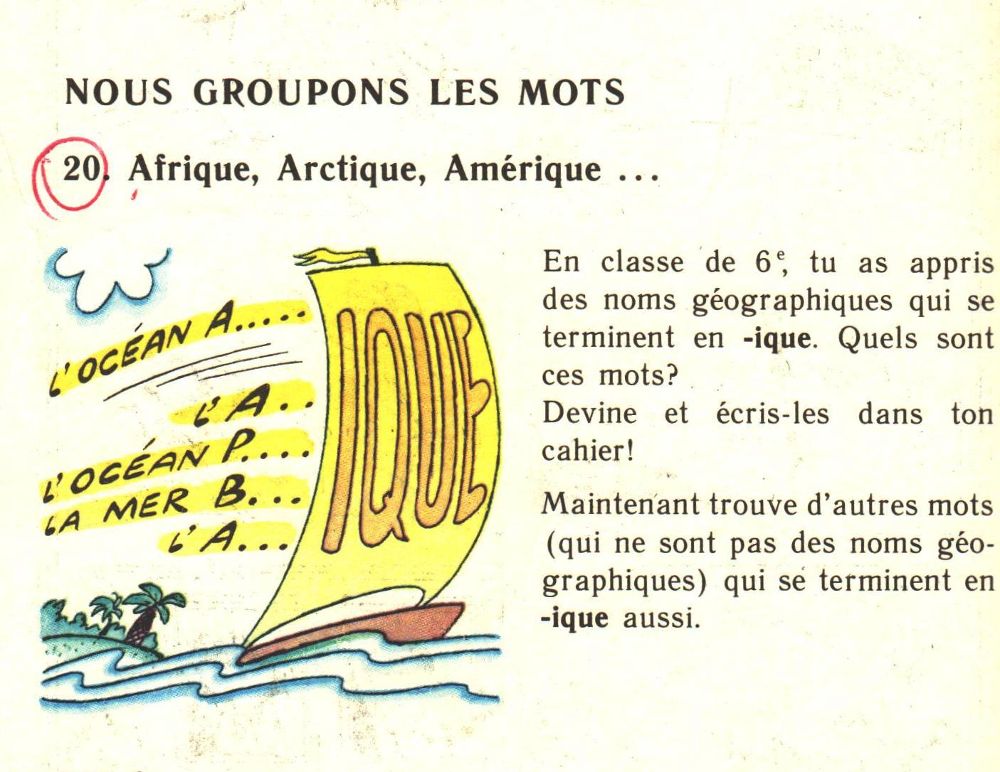 NOUS GROUPONS LES MOTS
20. Afrique, Arctique, Amérique ...
L'OCÉAN A.....
L'A..
L'OCÉAN P....
LA MER B...
L'A...
IQUE
En classe de 6e, tu as appris
des noms géographiques qui se
terminent en -ique. Quels sont
ces mots?
Devine et écris-les dans ton
cahier!
Maintenant trouve d'autres mots
(qui ne sont pas des noms géo-
graphiques) qui se terminent en
-ique aussi.